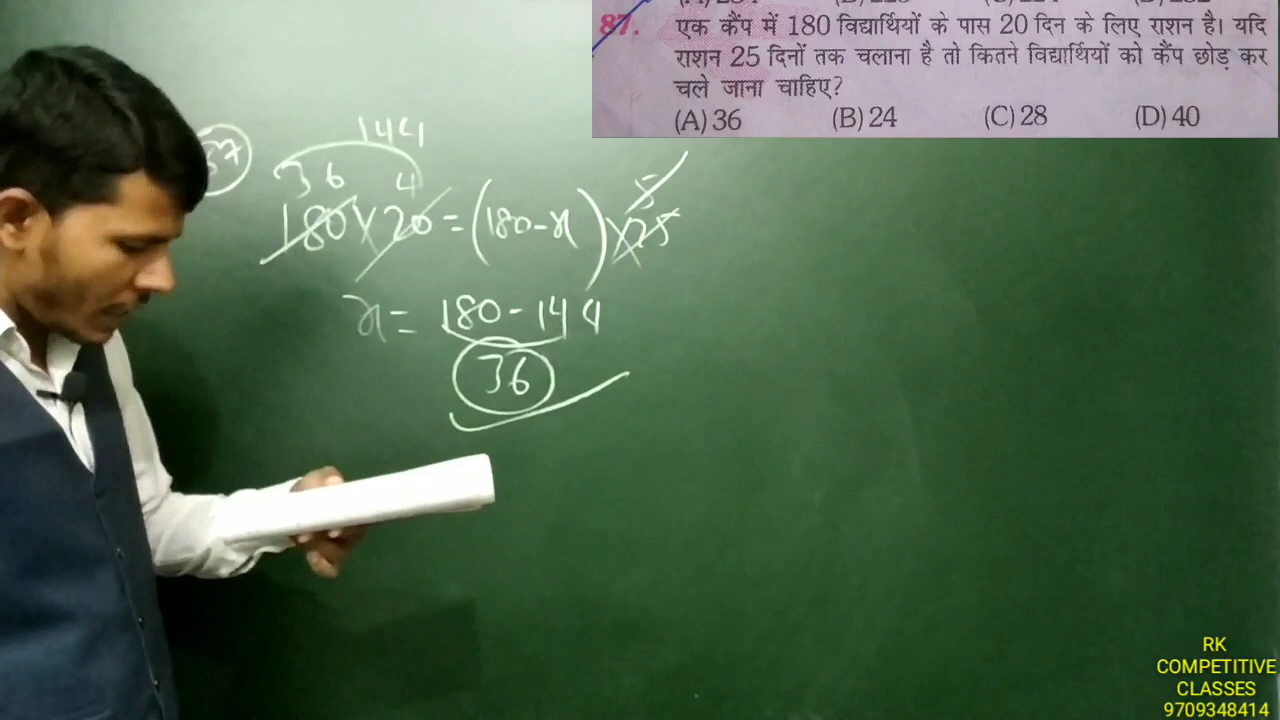 87. एक कैंप में 180 विद्यार्थियों के पास 20 दिन के लिए राशन है। यदि
राशन 25 दिनों तक चलाना है तो कितने विद्यार्थियों को कैंप छोड़ कर
चले जाना चाहिए?
(A) 36 (B) 24 (C) 28 (D) 40
144
36 4 5
180 x 20 = (180 - x) x 25
x = 180 - 144
36
RK
COMPETITIVE
CLASSES
9709348414